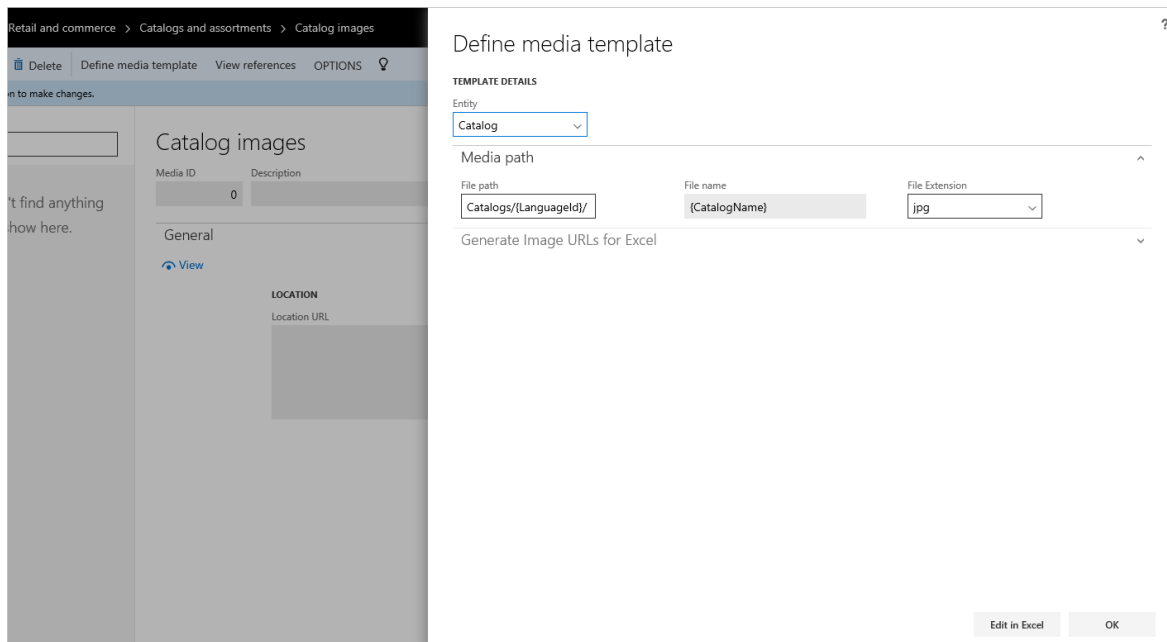 Retail and commerce > Catalogs and assortments > Catalog images
?
Delete Define media template View references OPTIONS
on to make changes.
Catalog images
Media ID Description
0
't find anything
show here.
General
View
LOCATION
Location URL
Define media template
TEMPLATE DETAILS
Entity
Catalog
Media path
File path File name File Extension
Catalogs/{LanguageId}/ {CatalogName} jpg
Generate Image URLs for Excel
Edit in Excel OK